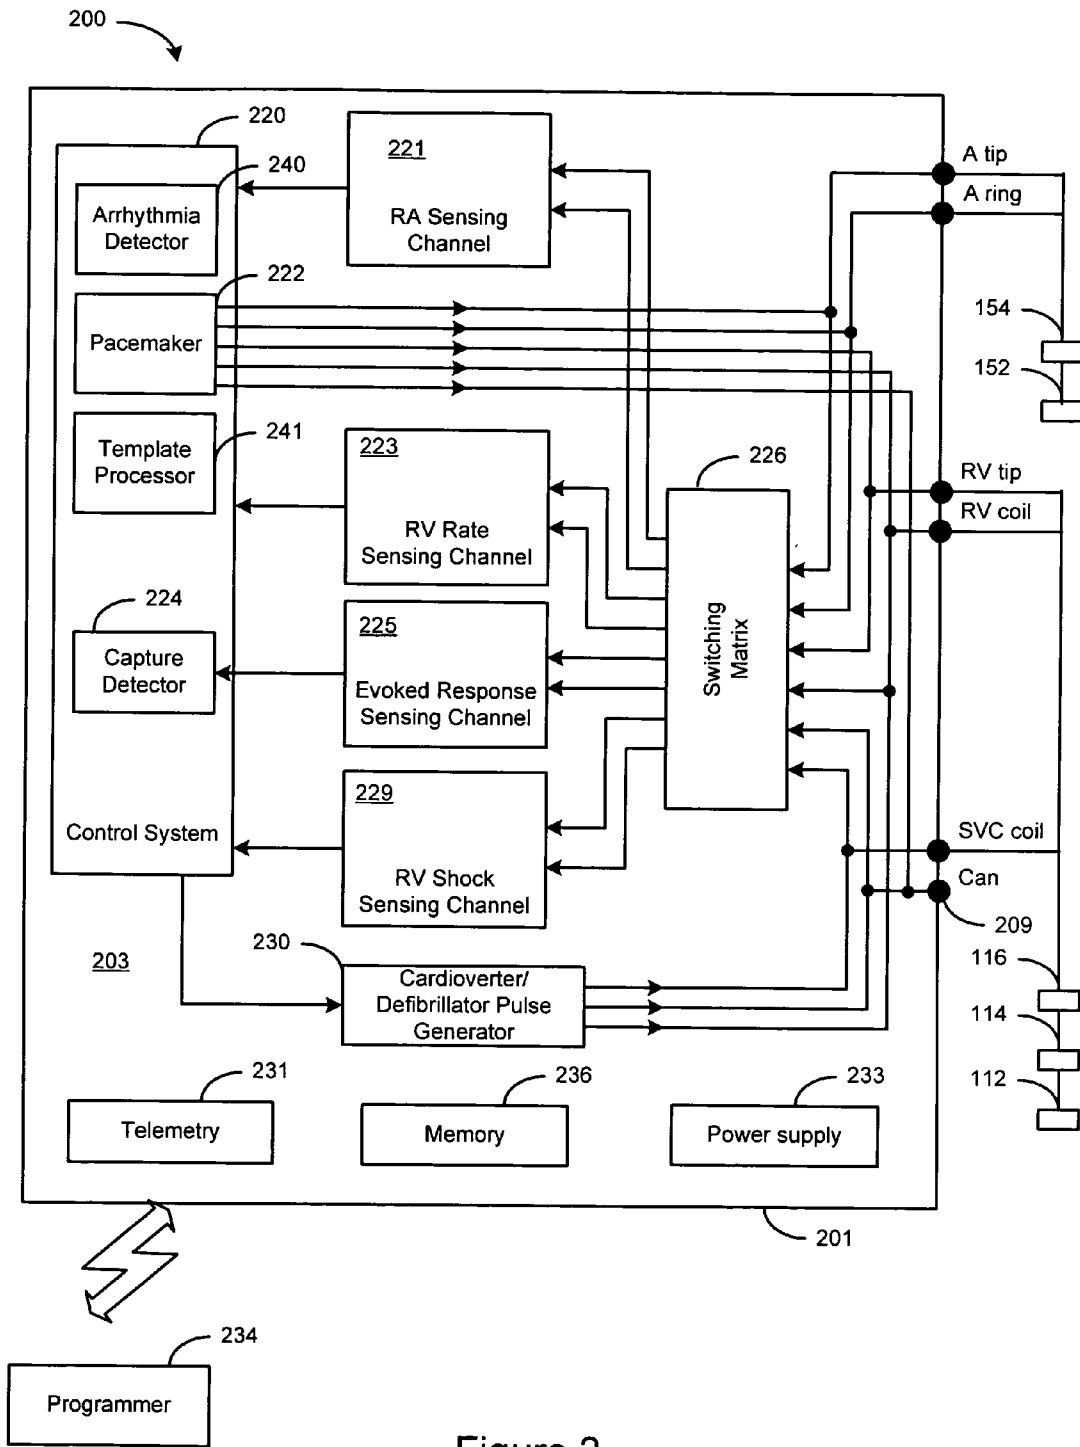 200
220
240
Arrhythmia
Detector
221
RA Sensing
Channel
A tip
A ring
222
Pacemaker
154
152
241
Template
Processor
223
RV Rate
Sensing Channel
226
Switching
Matrix
RV tip
RV coil
224
Capture
Detector
225
Evoked Response
Sensing Channel
Control System
229
RV Shock
Sensing Channel
SVC coil
Can
209
203
230
Cardioverter/
Defibrillator Pulse
Generator
116
114
112
231
Telemetry
236
Memory
233
Power supply
201
234
Programmer